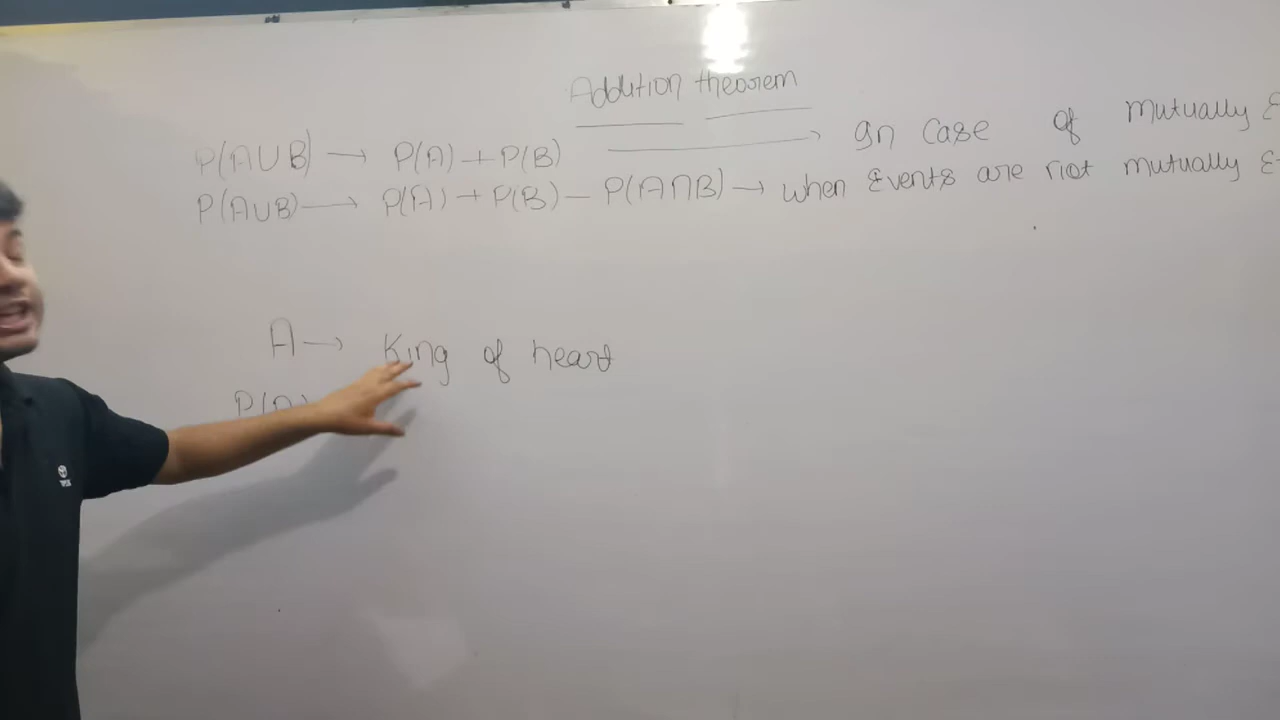 Addition theorem
P(A∪B) → P(A) + P(B) → In Case of Mutually
P(A∪B) → P(A) + P(B) – P(A∩B) → when Events are not mutually
A → King of heart
P(A)